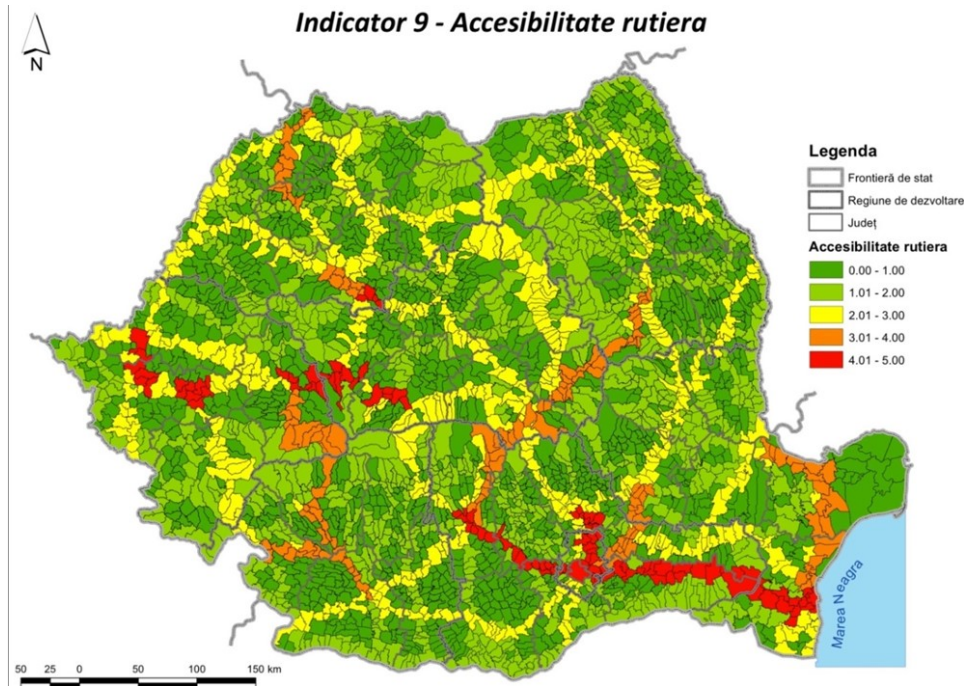 Indicator 9 - Accesibilitate rutiera
N
Legenda
Frontieră de stat
Regiune de dezvoltare
Județ
Accesibilitate rutiera
0.00 - 1.00
1.01 - 2.00
2.01 - 3.00
3.01 - 4.00
4.01 - 5.00
Marea Neagra
50 25 0 50 100 150 km